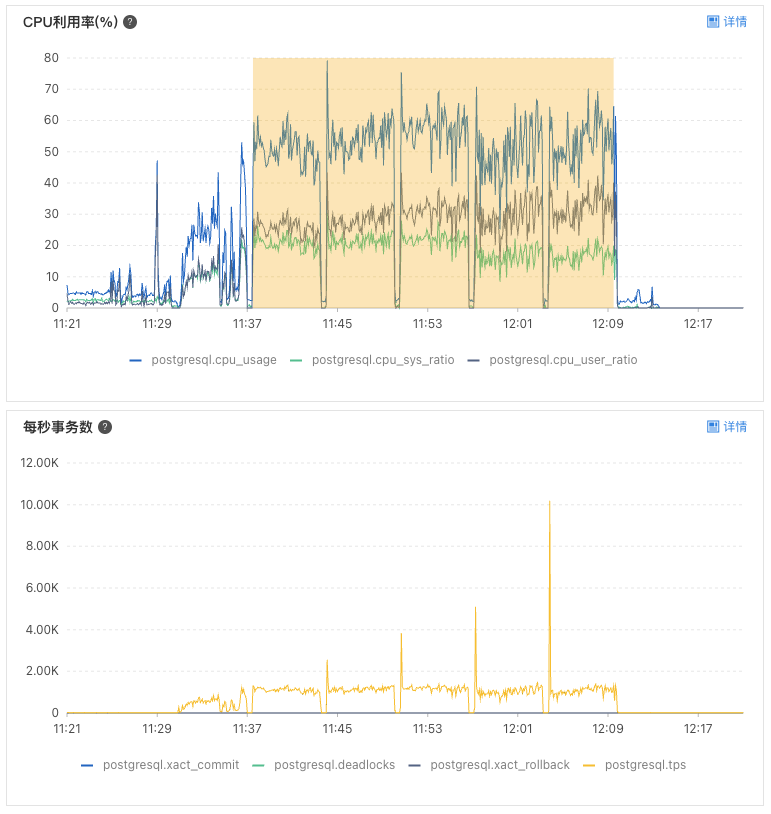 CPU利用率(%) ?
详情
80
70
60
50
40
30
20
10
0
11:21 11:29 11:37 11:45 11:53 12:01 12:09 12:17
postgresql.cpu_usage postgresql.cpu_sys_ratio postgresql.cpu_user_ratio
每秒事务数 ?
详情
12.00K
10.00K
8.00K
6.00K
4.00K
2.00K
0
11:21 11:29 11:37 11:45 11:53 12:01 12:09 12:17
postgresql.xact_commit postgresql.deadlocks postgresql.xact_rollback postgresql.tps